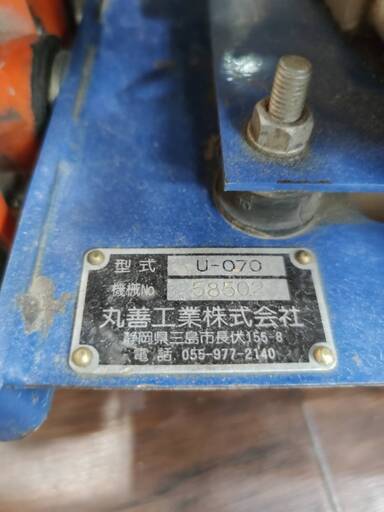 型式 U-070
機械No 58502
丸善工業株式会社
静岡県三島市長伏155-8
電話 055-977-2140